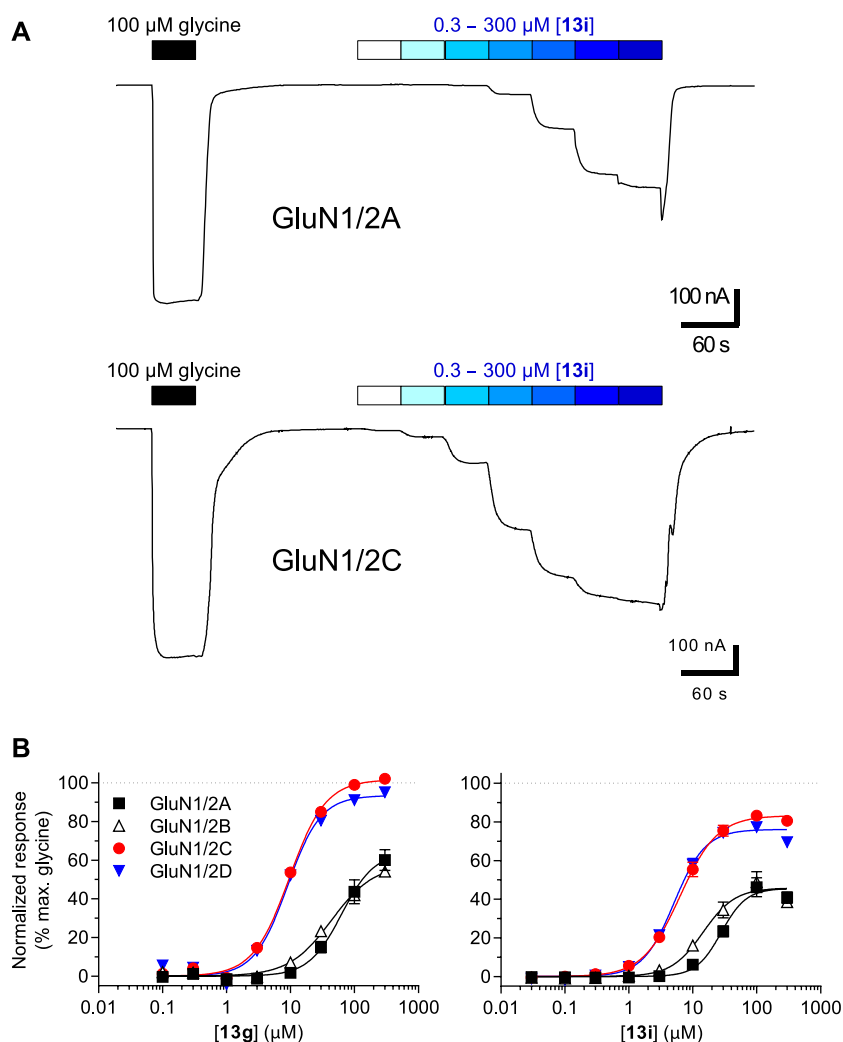 A
100 µM glycine
0.3 – 300 µM [13i]
GluN1/2A
100 nA
60 s
100 µM glycine
0.3 – 300 µM [13i]
GluN1/2C
100 nA
60 s
B
Normalized response
(% max. glycine)
100
80
60
40
20
0
GluN1/2A
GluN1/2B
GluN1/2C
GluN1/2D
0.01 0.1 1 10 100 1000
[13g] (µM)
100
80
60
40
20
0
0.01 0.1 1 10 100 1000
[13i] (µM)